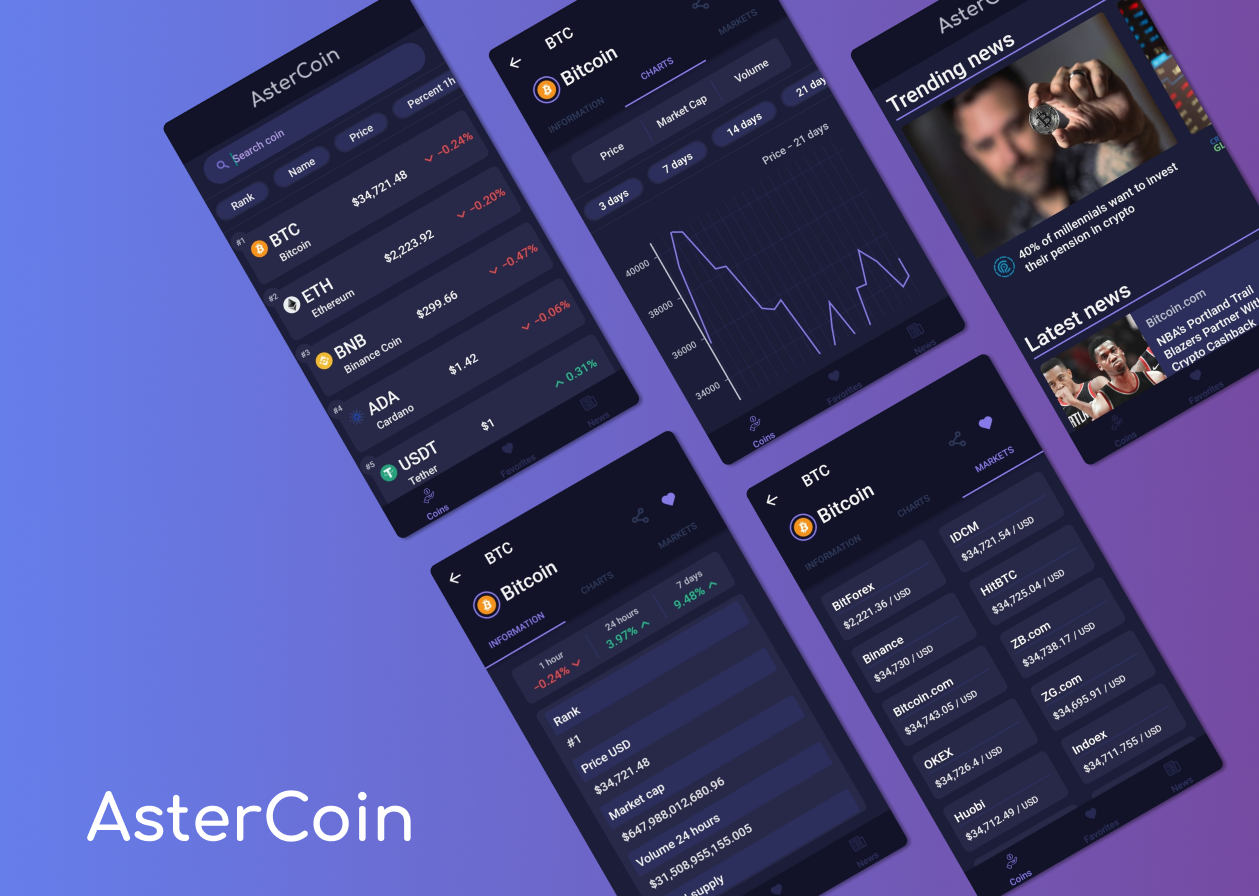 AsterCoin
Search coin
Rank
Name
Price
Percent 1h
#1
BTC
Bitcoin
$34,721.48
-0.24%
#2
ETH
Ethereum
$2,223.92
-0.20%
#3
BNB
Binance Coin
$299.66
-0.47%
#4
ADA
Cardano
$1.42
-0.06%
#5
USDT
Tether
$1
0.31%
Coins
Favorites
News
BTC
Bitcoin
INFORMATION
CHARTS
MARKETS
Price
Market Cap
Volume
3 days
7 days
14 days
21 day
Price ~ 21 days
40000
38000
36000
34000
Coins
Favorites
News
AsterC
Trending news
40% of millennials want to invest
their pension in crypto
GL
Latest news
Bitcoin.com
NBA's Portland Trail
Blazers Partner Wit
Crypto Cashback
Coins
Favorites
BTC
Bitcoin
INFORMATION
CHARTS
MARKETS
1 hour
-0.24%
24 hours
3.97%
7 days
9.48%
Rank
#1
Price USD
$34,721.48
Market cap
$647,988,012,680.96
Volume 24 hours
$31,508,955,155.005
supply
News
BTC
Bitcoin
INFORMATION
CHARTS
MARKETS
BitForex
$2,221.36 / USD
IDCM
$34,721.54 / USD
Binance
$34,730 / USD
HitBTC
$34,725.04 / USD
Bitcoin.com
$34,743.05 / USD
ZB.com
$34,738.17 / USD
OKEX
$34,726.4 / USD
ZG.com
$34,695.91 / USD
Huobi
$34,712.49 / USD
Indoex
$34,711.755 / USD
Coins
Favorites
News
AsterCoin